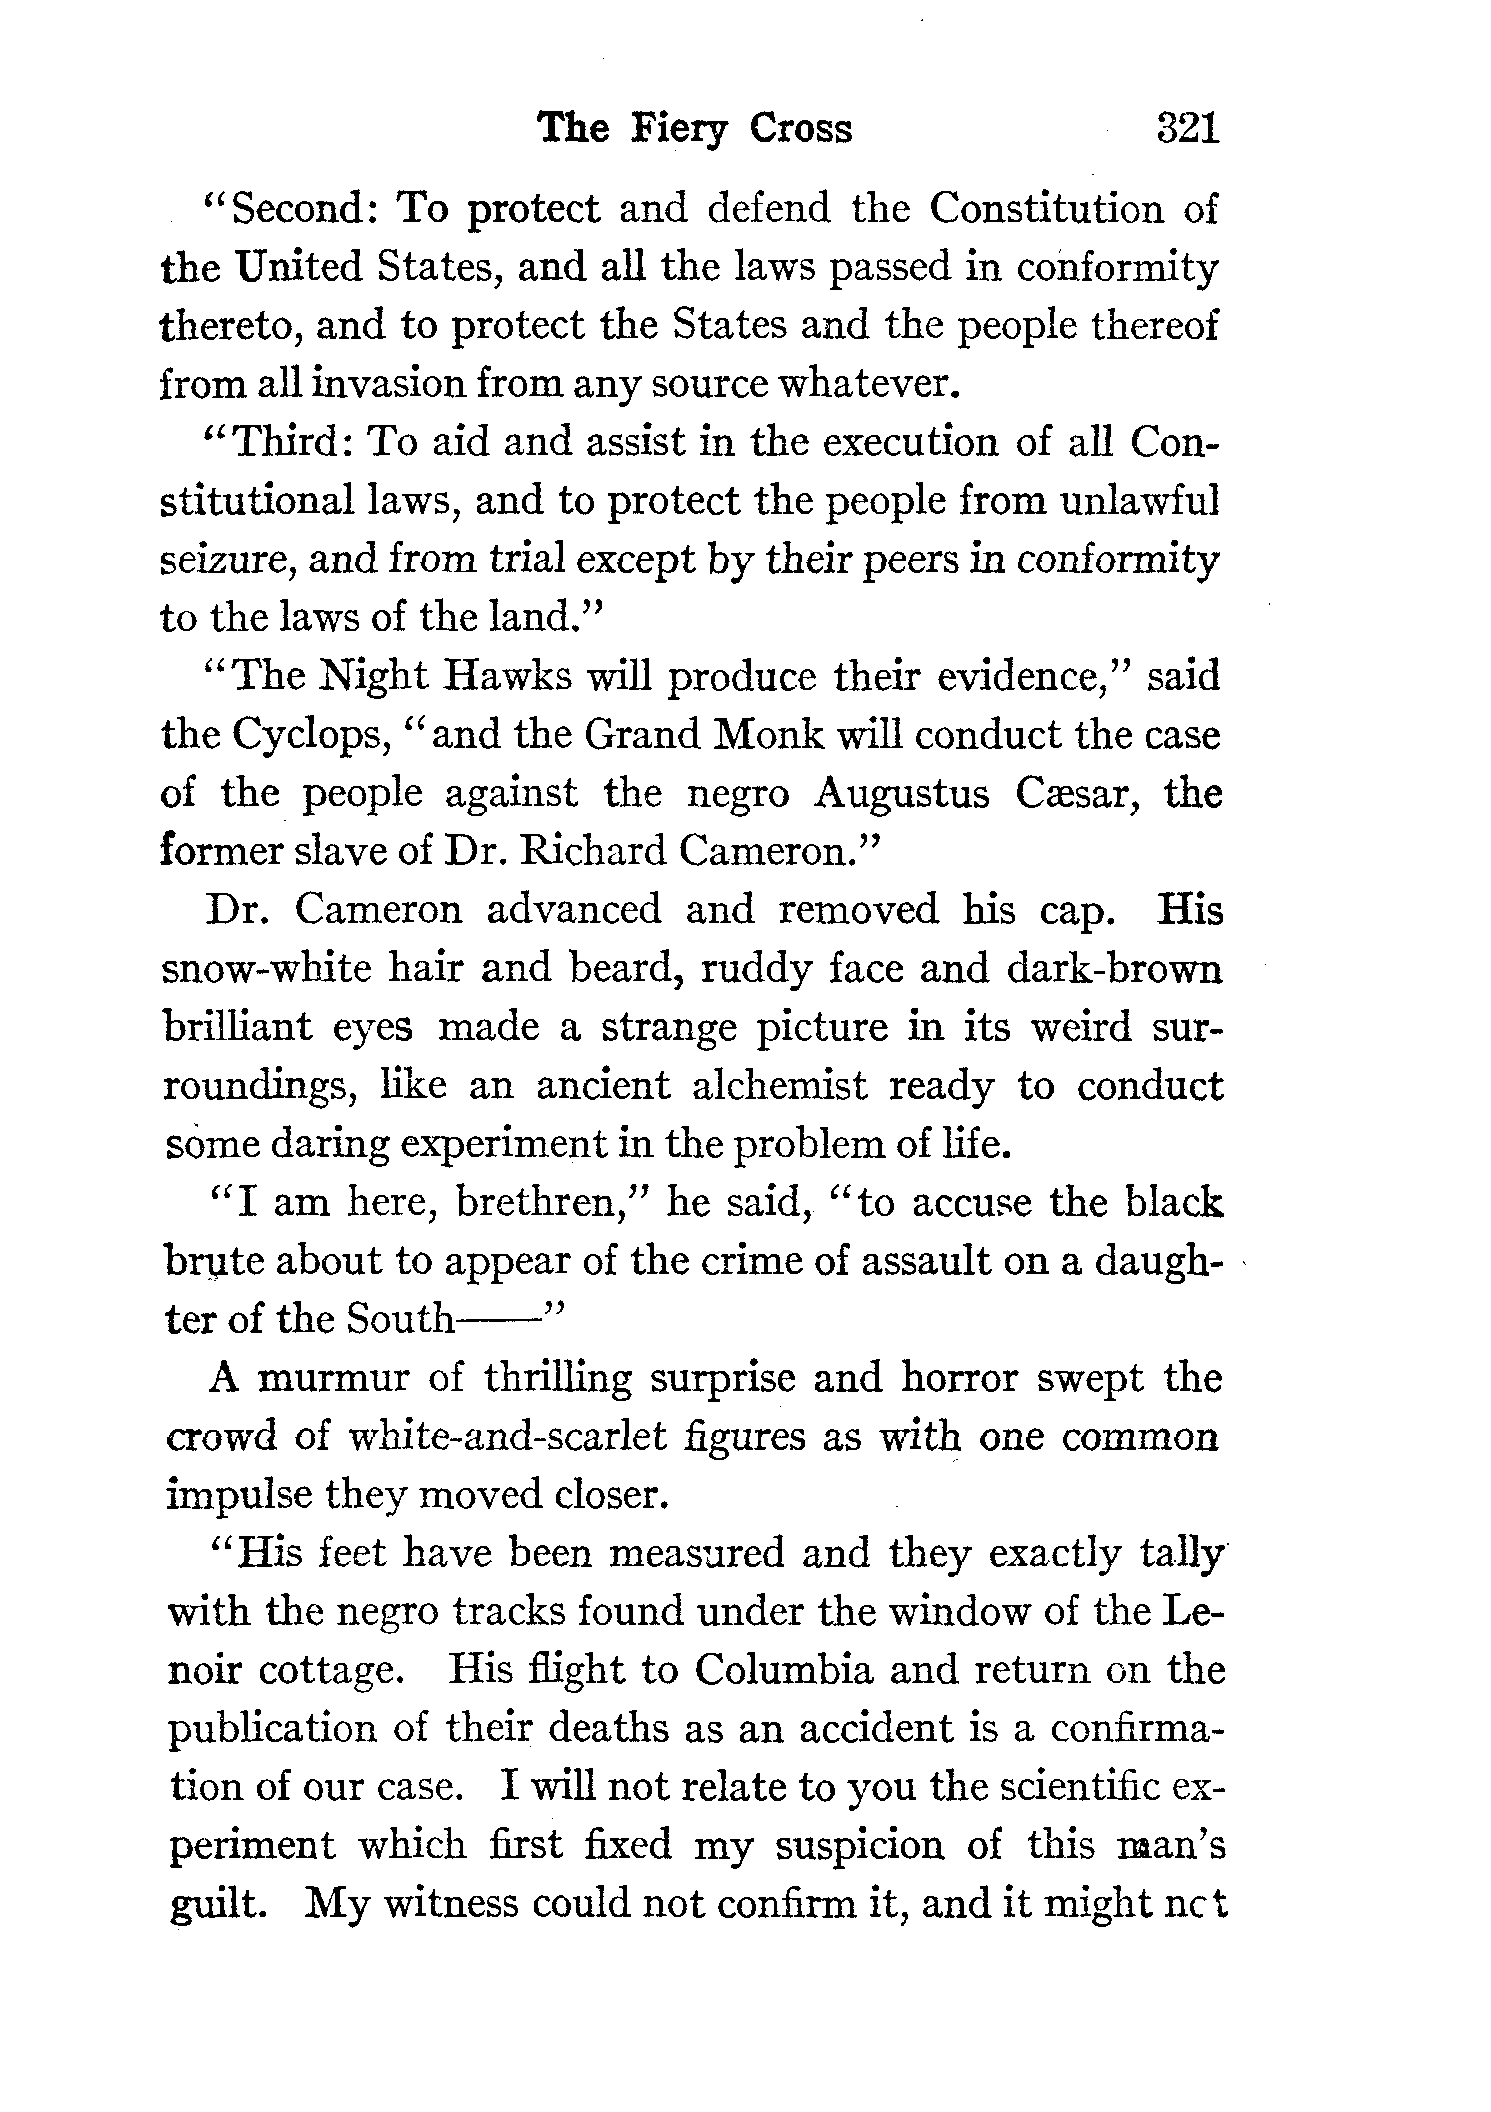 The Fiery Cross 321
"Second: To protect and defend the Constitution of
the United States, and all the laws passed in conformity
thereto, and to protect the States and the people thereof
from all invasion from any source whatever.
"Third: To aid and assist in the execution of all Con-
stitutional laws, and to protect the people from unlawful
seizure, and from trial except by their peers in conformity
to the laws of the land."
"The Night Hawks will produce their evidence," said
the Cyclops, "and the Grand Monk will conduct the case
of the people against the negro Augustus Cæsar, the
former slave of Dr. Richard Cameron."
Dr. Cameron advanced and removed his cap. His
snow-white hair and beard, ruddy face and dark-brown
brilliant eyes made a strange picture in its weird sur-
roundings, like an ancient alchemist ready to conduct
some daring experiment in the problem of life.
"I am here, brethren," he said, "to accuse the black
brute about to appear of the crime of assault on a daugh-
ter of the South——"
A murmur of thrilling surprise and horror swept the
crowd of white-and-scarlet figures as with one common
impulse they moved closer.
"His feet have been measured and they exactly tally
with the negro tracks found under the window of the Le-
noir cottage. His flight to Columbia and return on the
publication of their deaths as an accident is a confirma-
tion of our case. I will not relate to you the scientific ex-
periment which first fixed my suspicion of this man's
guilt. My witness could not confirm it, and it might not